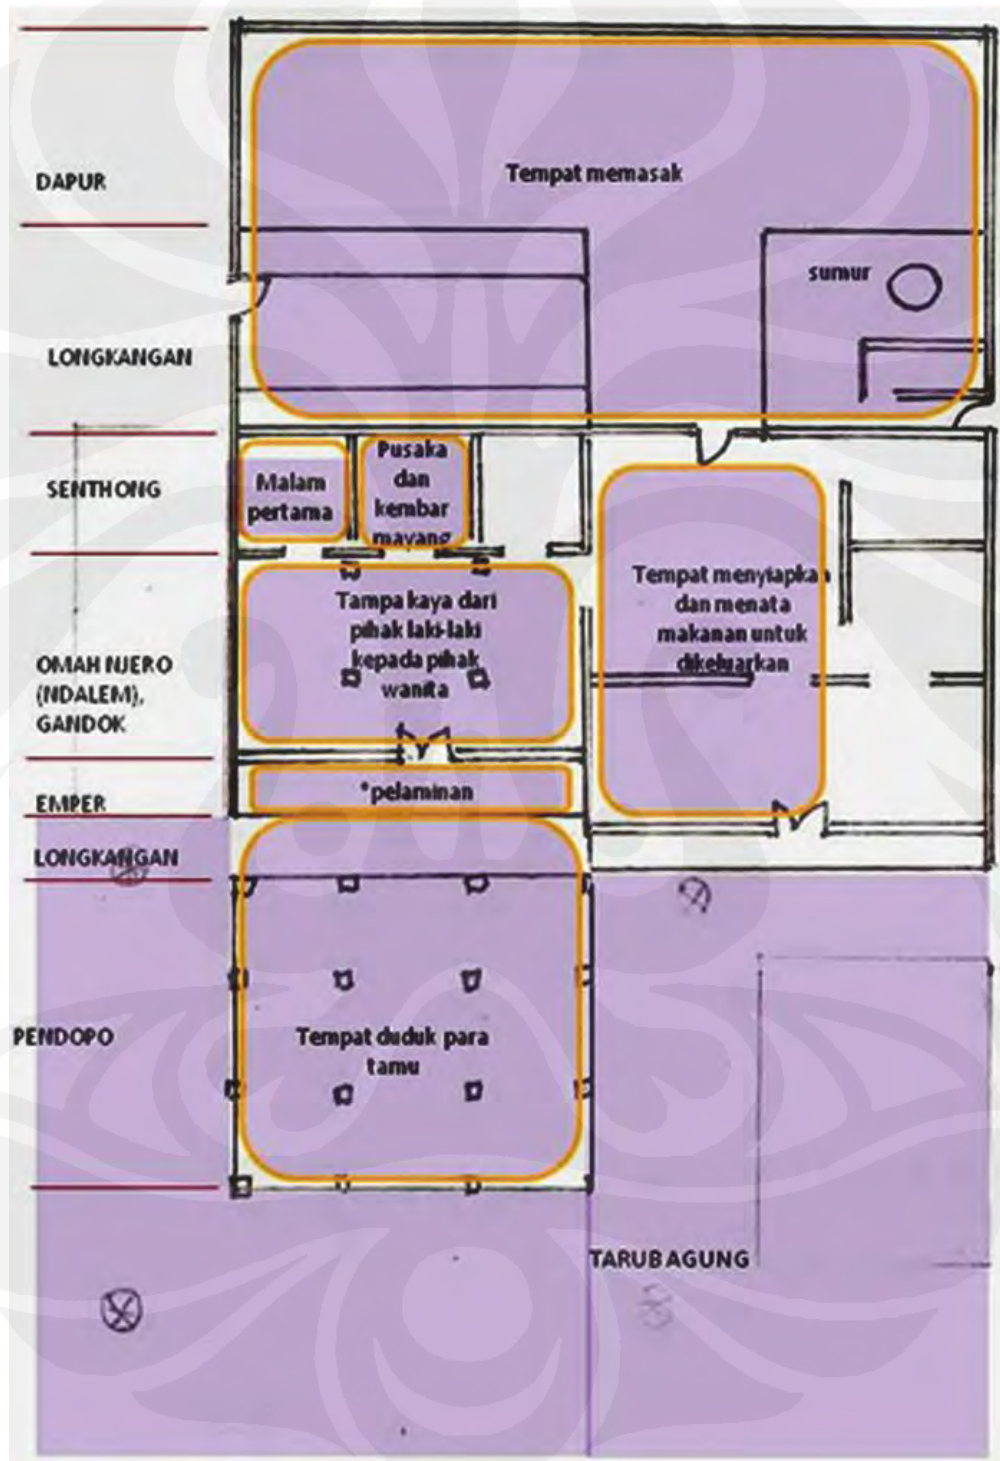 DAPUR
Tempat memasak
sumur
LONGKANGAN
SENTHONG
Malam
pertama
Pusaka
dan
kembar
mayang
OMAH NJERO
(NDALEM),
GANDOK
Tampa kaya dari
pihak laki-laki
kepada pihak
wanita
Tempat menyiapkan
dan menata
makanan untuk
dikeluarkan
EMPER
*pelaminan
LONGKANGAN
PENDOPO
Tempat duduk para
tamu
TARUB AGUNG